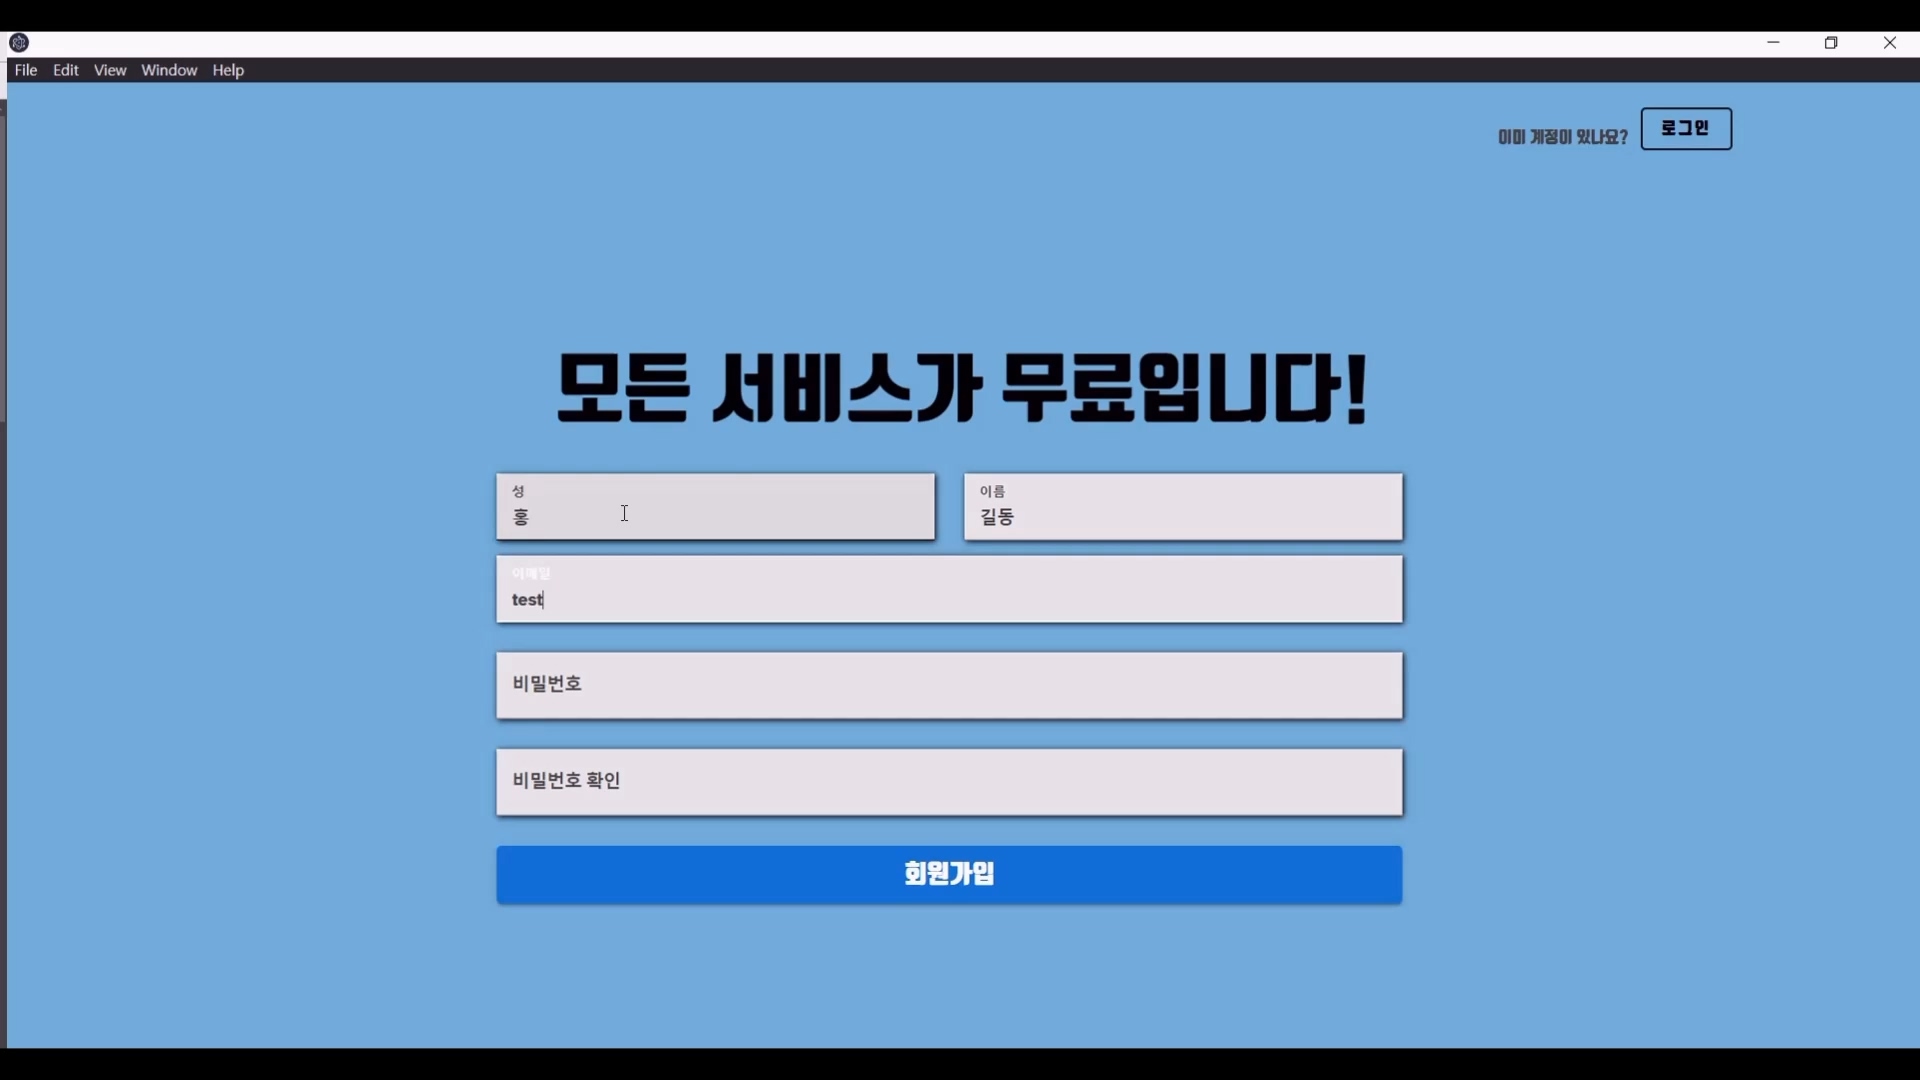 File Edit View Window Help
이미 계정이 있나요? 로그인
모든 서비스가 무료입니다!
성
홍
이름
길동
이메일
test
비밀번호
비밀번호 확인
회원가입